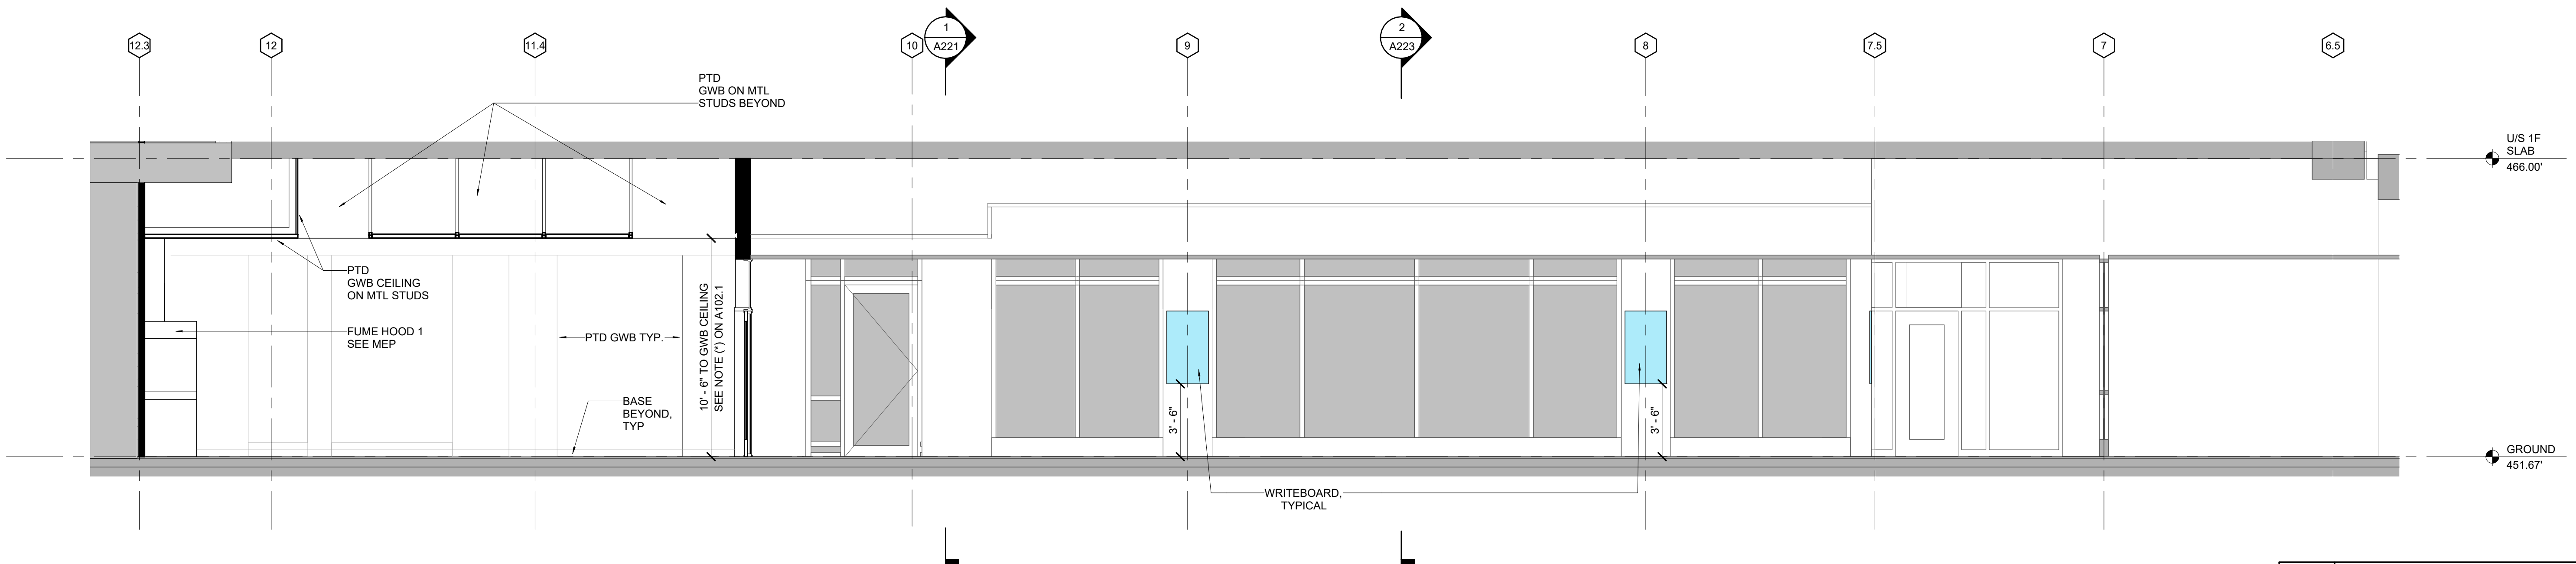 12.3
12
11.4
10
1
A221
9
2
A223
8
7.5
7
6.5
PTD
GWB ON MTL
STUDS BEYOND
U/S 1F
SLAB
466.00'
PTD
GWB CEILING
ON MTL STUDS
FUME HOOD 1
SEE MEP
PTD GWB TYP.
10' - 6" TO GWB CEILING
SEE NOTE (*) ON A102.1
BASE
BEYOND,
TYP
3' - 6"
3' - 6"
GROUND
451.67'
WRITEBOARD,
TYPICAL